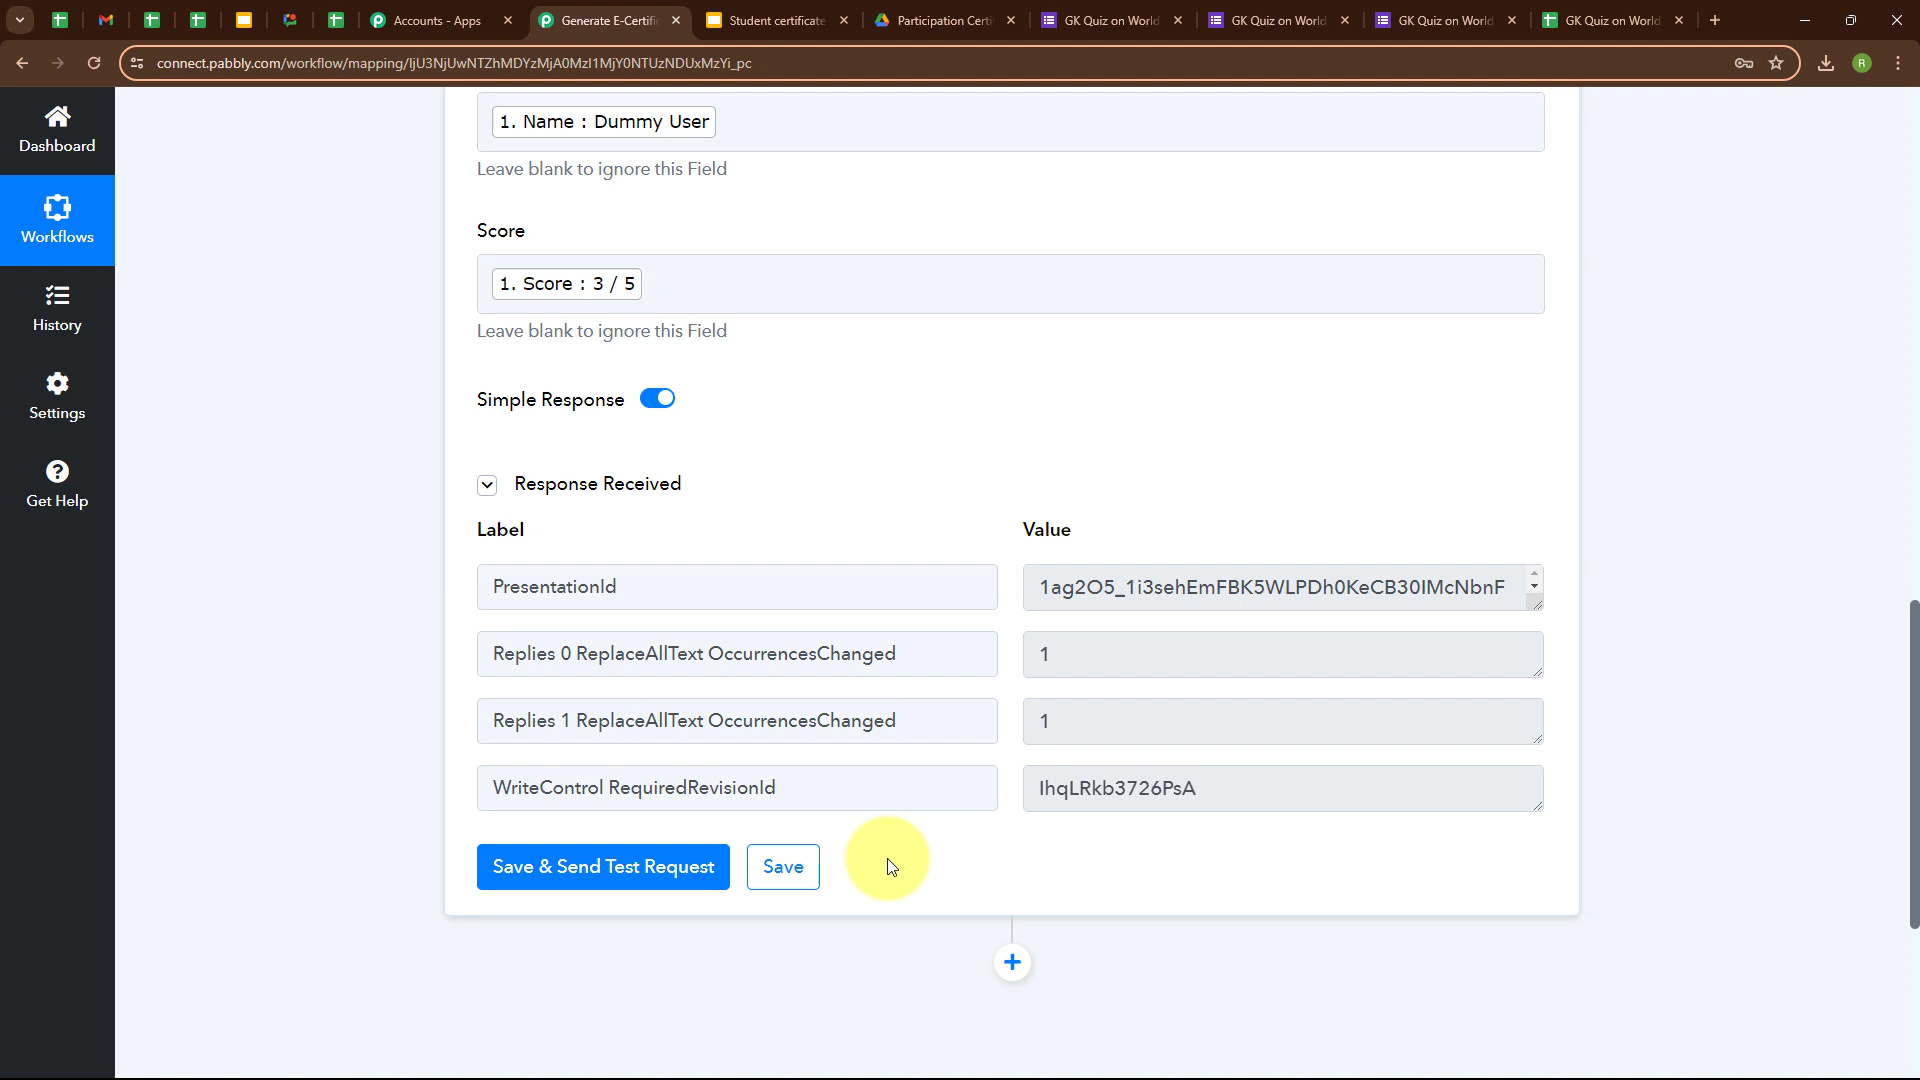 Accounts - Apps
Generate E-Certifi
Student certificate
Participation Certi
GK Quiz on World
GK Quiz on World
GK Quiz on World
GK Quiz on World
connect.pabbly.com/workflow/mapping/IjU3NjUwNTZhMDYzMjA0MzI1MjY0NTUzNDUxMzYi_pc
R
Dashboard
Workflows
History
Settings
Get Help
1. Name : Dummy User
Leave blank to ignore this Field
Score
1. Score : 3 / 5
Leave blank to ignore this Field
Simple Response
Response Received
Label
Value
PresentationId
1ag2O5_1i3sehEmFBK5WLPDh0KeCB30IMcNbnF
Replies 0 ReplaceAllText OccurrencesChanged
1
Replies 1 ReplaceAllText OccurrencesChanged
1
WriteControl RequiredRevisionId
IhqLRkb3726PsA
Save & Send Test Request
Save